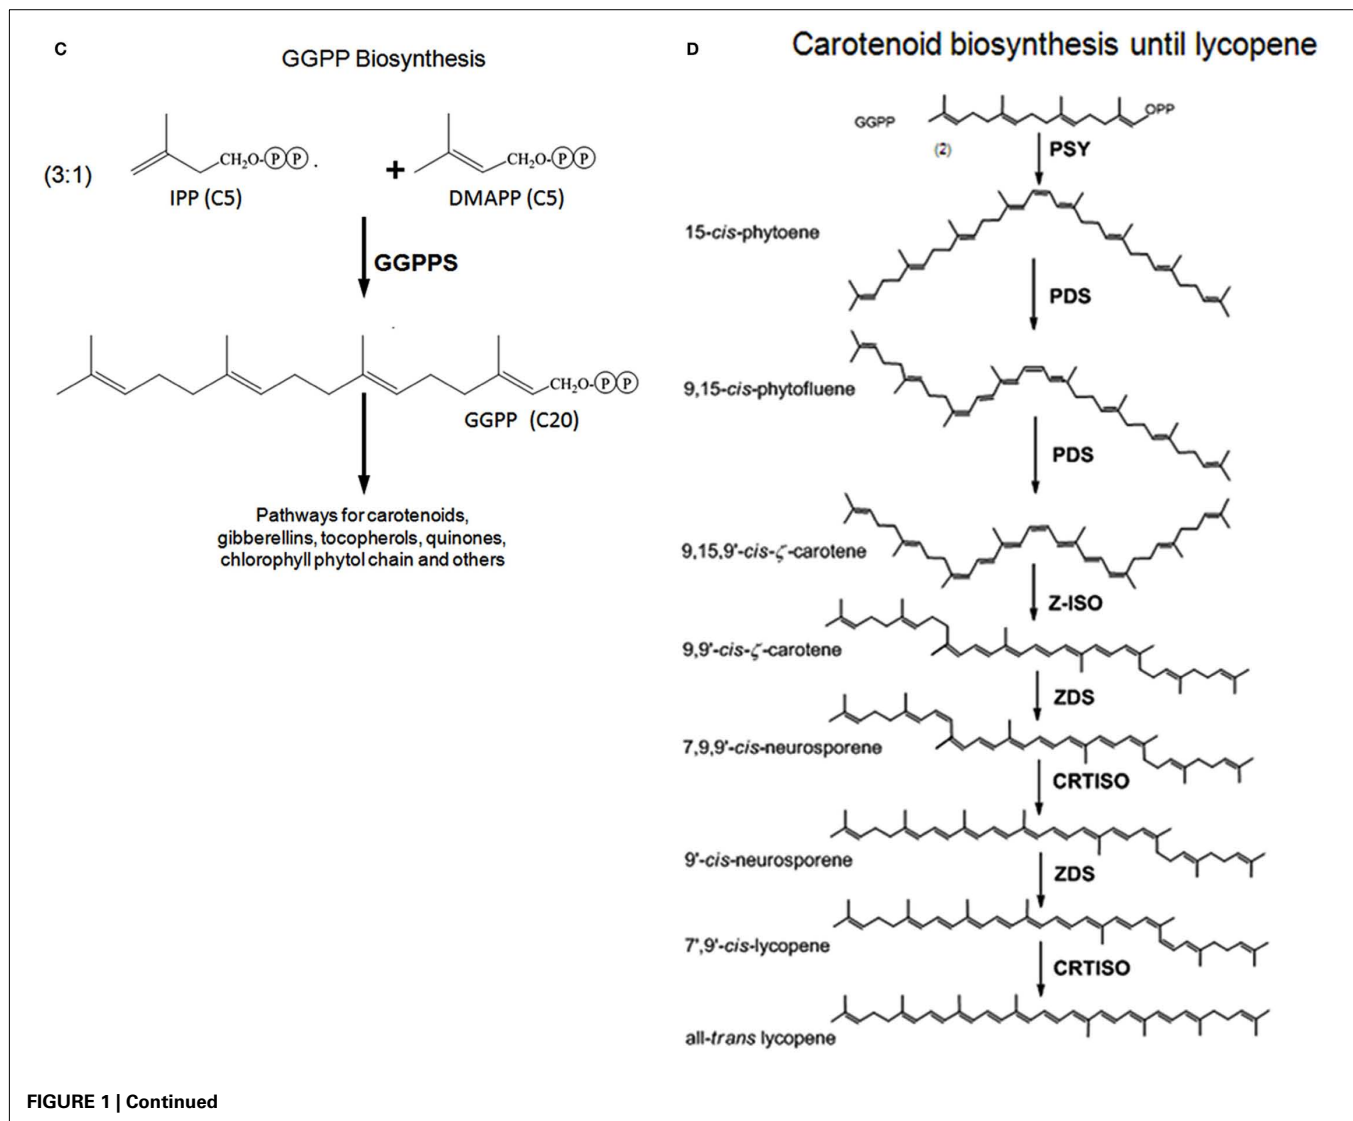 C
GGPP Biosynthesis
(3:1)
CH₂O-PP .
+
CH₂O-PP
IPP (C5)
DMAPP (C5)
GGPPS
CH₂O-PP
GGPP (C20)
Pathways for carotenoids,
gibberellins, tocopherols, quinones,
chlorophyll phytol chain and others
D
Carotenoid biosynthesis until lycopene
GGPP
OPP
(2)
PSY
15-cis-phytoene
PDS
9,15-cis-phytofluene
PDS
9,15,9'-cis-ζ-carotene
Z-ISO
9,9'-cis-ζ-carotene
ZDS
7,9,9'-cis-neurosporene
CRTISO
9'-cis-neurosporene
ZDS
7',9'-cis-lycopene
CRTISO
all-trans lycopene
FIGURE 1 | Continued